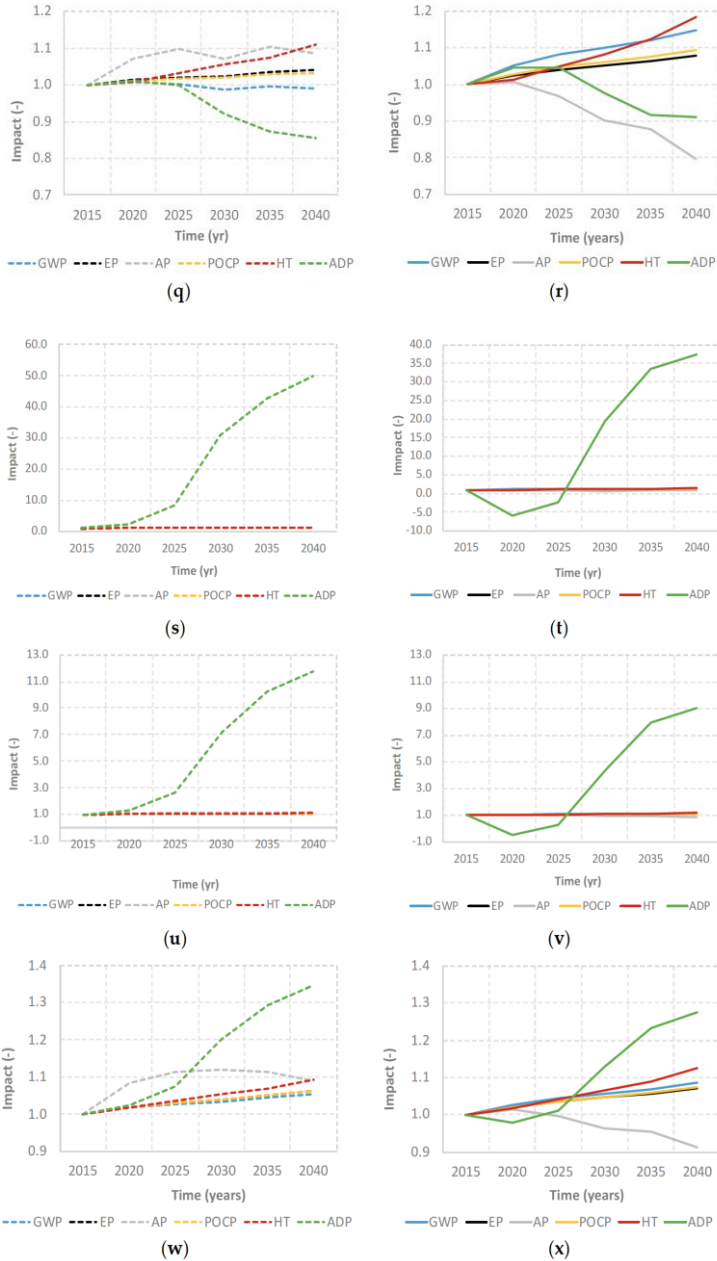 1.2
1.1
1.0
0.9
0.8
0.7
Impact (-)
2015 2020 2025 2030 2035 2040
Time (yr)
GWP EP AP POCP HT ADP
(q)
1.2
1.1
1.0
0.9
0.8
0.7
Impact (-)
2015 2020 2025 2030 2035 2040
Time (years)
GWP EP AP POCP HT ADP
(r)
60.0
50.0
40.0
30.0
20.0
10.0
0.0
Impact (-)
2015 2020 2025 2030 2035 2040
Time (yr)
GWP EP AP POCP HT ADP
(s)
40.0
35.0
30.0
25.0
20.0
15.0
10.0
5.0
0.0
-5.0
-10.0
Imnpact (-)
2015 2020 2025 2030 2035 2040
Time (yr)
GWP EP AP POCP HT ADP
(t)
13.0
11.0
9.0
7.0
5.0
3.0
1.0
-1.0
Impact (-)
2015 2020 2025 2030 2035 2040
Time (yr)
GWP EP AP POCP HT ADP
(u)
13.0
11.0
9.0
7.0
5.0
3.0
1.0
-1.0
Impact (-)
2015 2020 2025 2030 2035 2040
Time (yr)
GWP EP AP POCP HT ADP
(v)
1.4
1.3
1.2
1.1
1.0
0.9
Impact (-)
2015 2020 2025 2030 2035 2040
Time (years)
GWP EP AP POCP HT ADP
(w)
1.4
1.3
1.2
1.1
1.0
0.9
Impact (-)
2015 2020 2025 2030 2035 2040
Time (years)
GWP EP AP POCP HT ADP
(x)